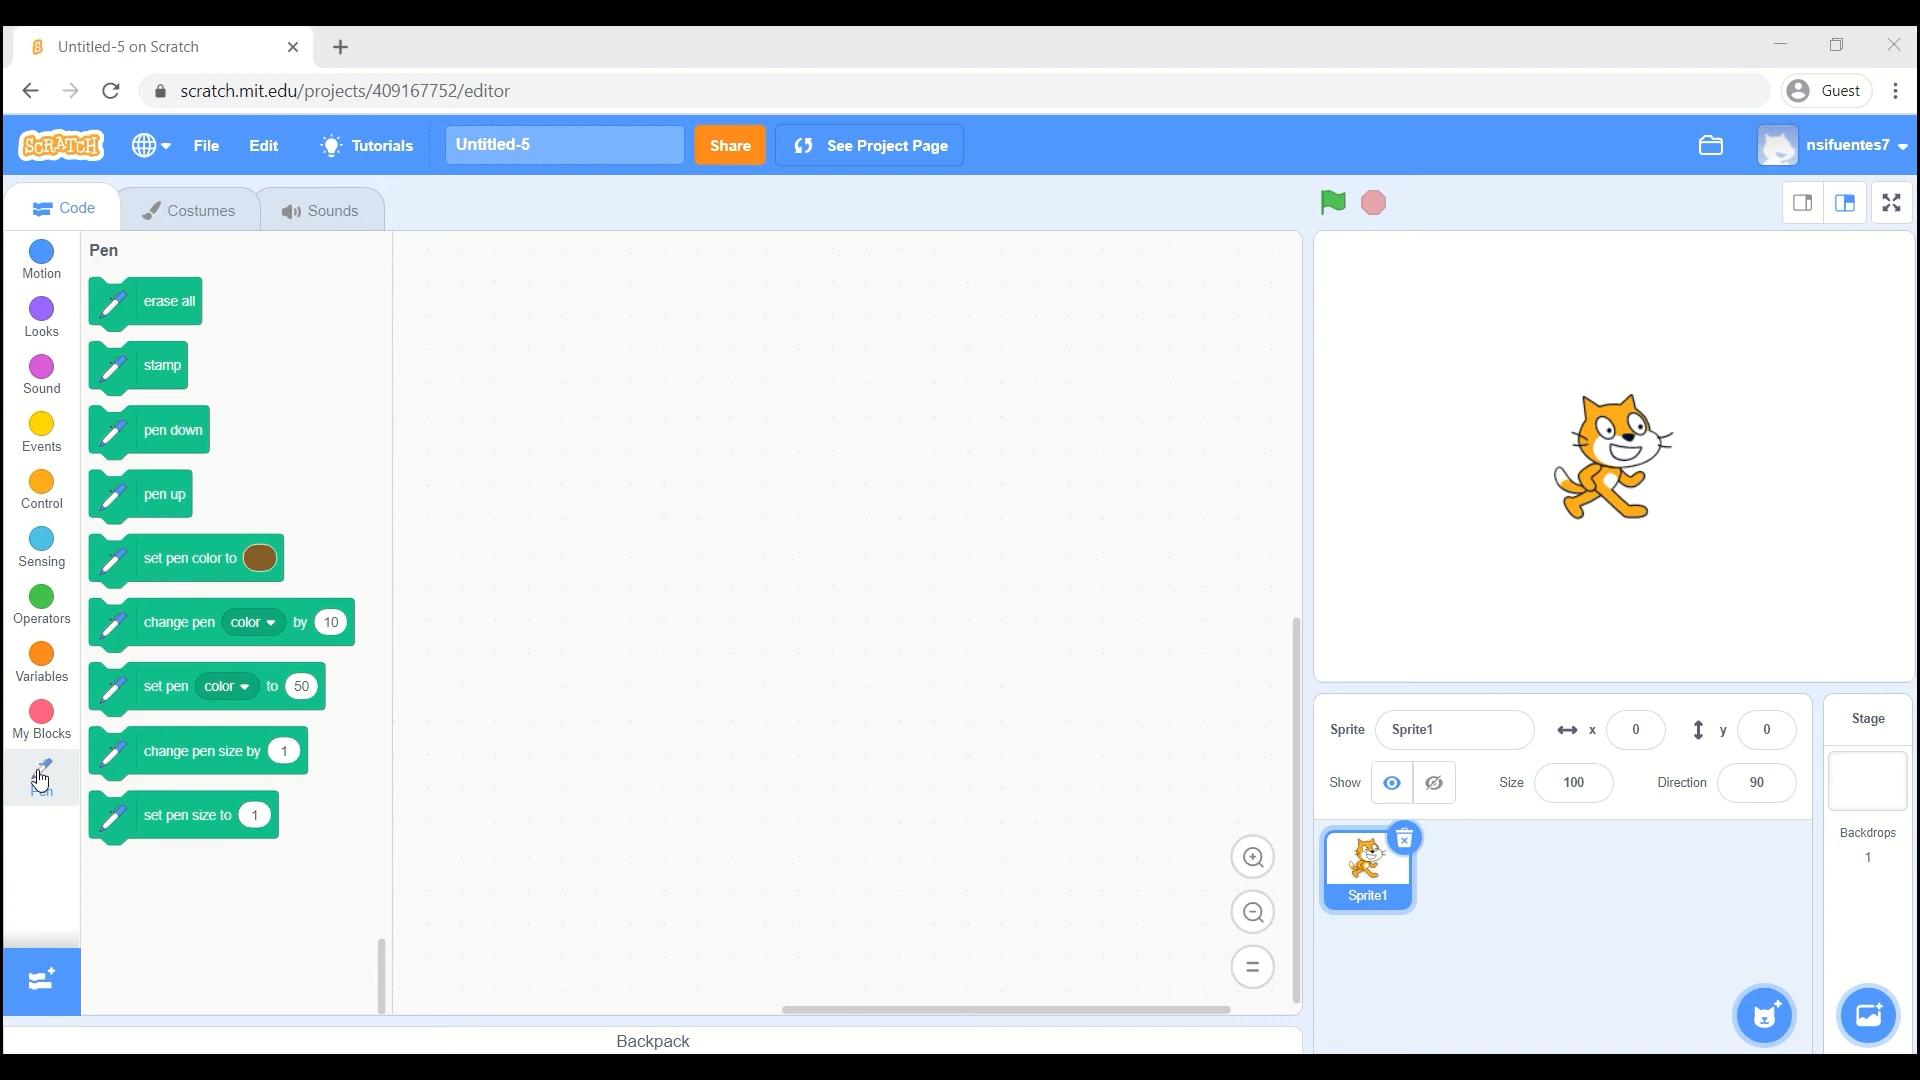 Untitled-5 on Scratch
scratch.mit.edu/projects/409167752/editor
Guest
SCRATCH
File
Edit
Tutorials
Untitled-5
Share
See Project Page
nsifuentes7
Code
Costumes
Sounds
Motion
Looks
Sound
Events
Control
Sensing
Operators
Variables
My Blocks
Pen
Pen
erase all
stamp
pen down
pen up
set pen color to
change pen color by 10
set pen color to 50
change pen size by 1
set pen size to 1
Backpack
Sprite Sprite1 x 0 y 0
Show Size 100 Direction 90
Sprite1
Stage
Backdrops
1